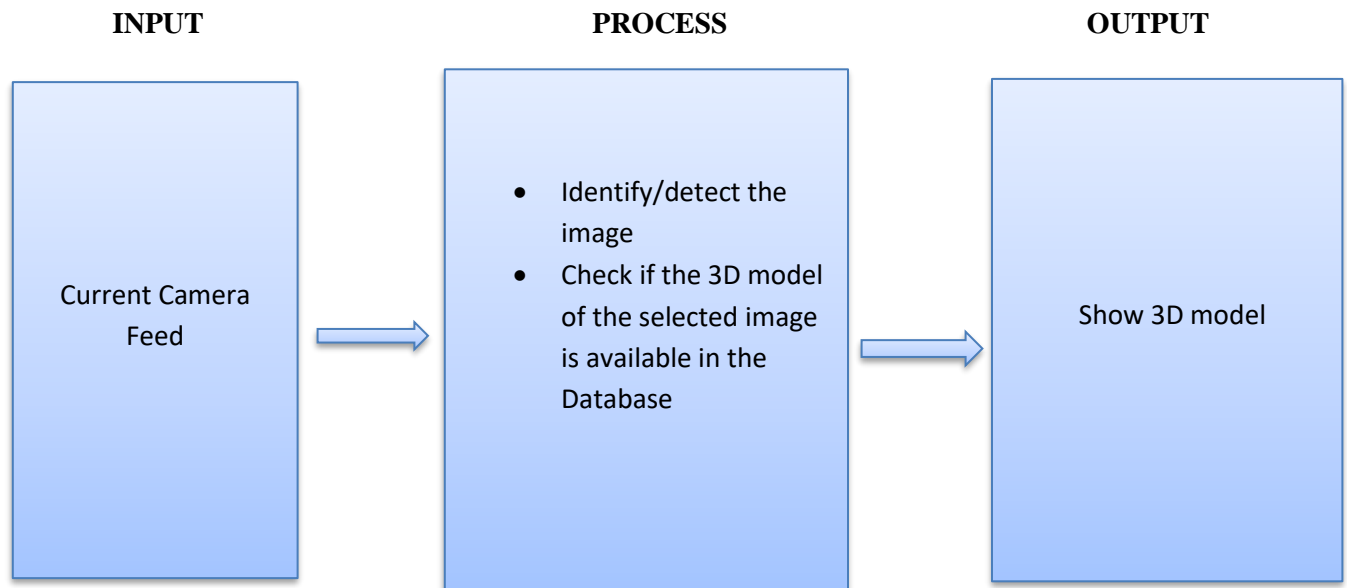 INPUT PROCESS OUTPUT
Current Camera
Feed
• Identify/detect the
image
• Check if the 3D model
of the selected image
is available in the
Database
Show 3D model